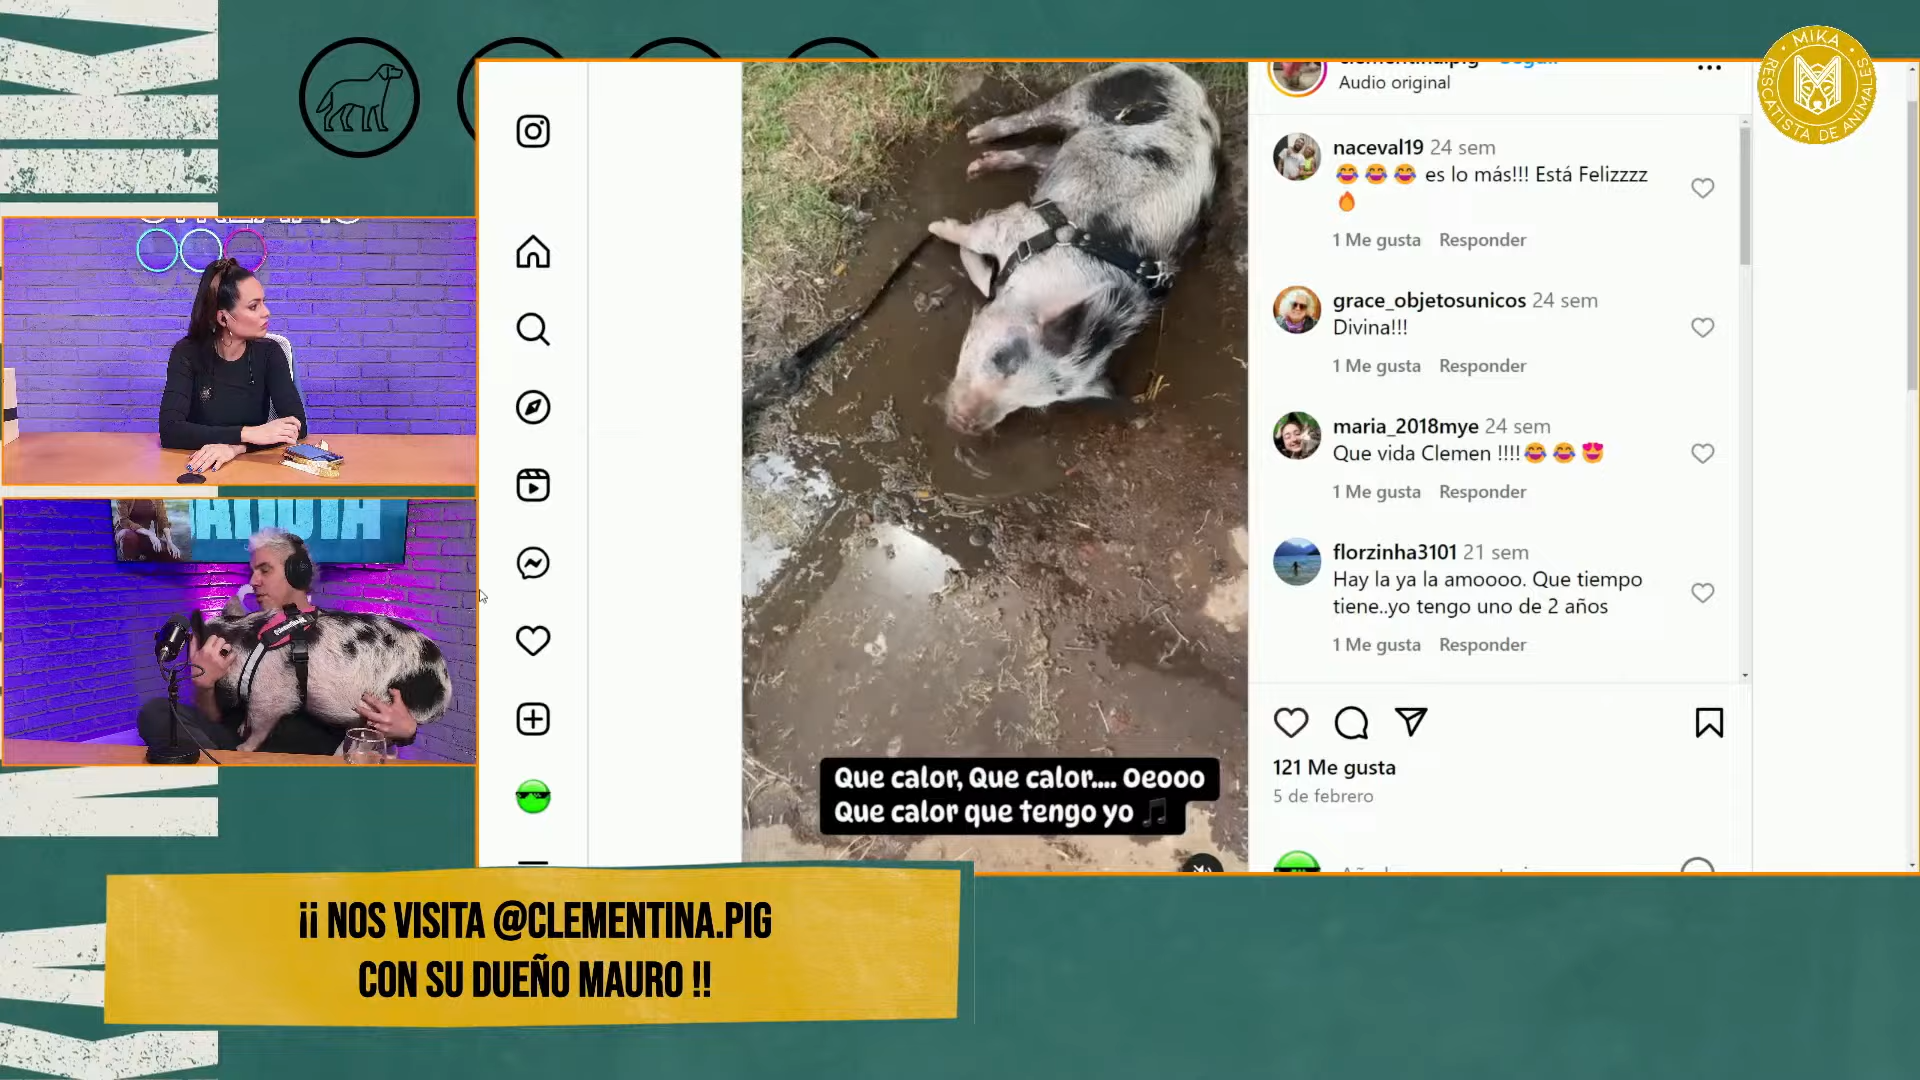 MIKA
RESCATISTA DE ANIMALES
clementina.pig
Audio original
naceval19 24 sem
😂 😂 😂 es lo más!!! Está Felizzzz
🔥
1 Me gusta Responder
grace_objetosunicos 24 sem
Divina!!!
1 Me gusta Responder
maria_2018mye 24 sem
Que vida Clemen !!!!😂 😂 😍
1 Me gusta Responder
florzinha3101 21 sem
Hay la ya la amoooo. Que tiempo
tiene..yo tengo uno de 2 años
1 Me gusta Responder
121 Me gusta
5 de febrero
Que calor, Que calor.... Oeooo
Que calor que tengo yo 🎵
¡¡ NOS VISITA @CLEMENTINA.PIG
CON SU DUEÑO MAURO !!